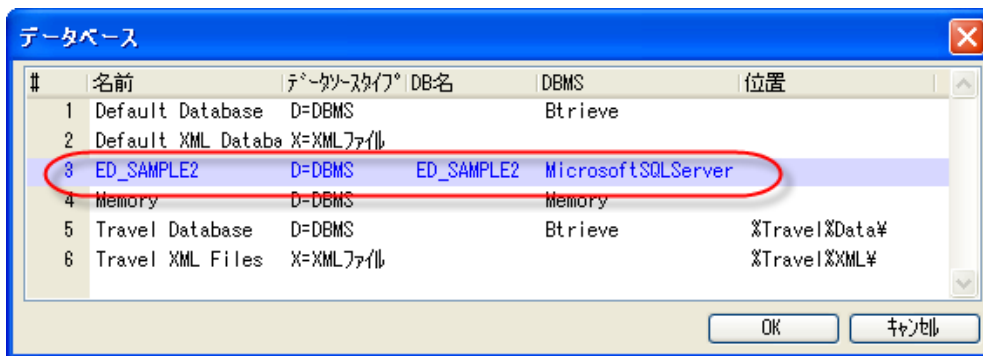 データベース
# 名前 ﾃﾞｰﾀｿｰｽﾀｲﾌﾟ DB名 DBMS 位置
1 Default Database D=DBMS Btrieve
2 Default XML Databa X=XMLﾌｧｲﾙ
3 ED_SAMPLE2 D=DBMS ED_SAMPLE2 MicrosoftSQLServer
4 Memory D=DBMS Memory
5 Travel Database D=DBMS Btrieve %Travel%Data¥
6 Travel XML Files X=XMLﾌｧｲﾙ %Travel%XML¥
OK ｷｬﾝｾﾙ